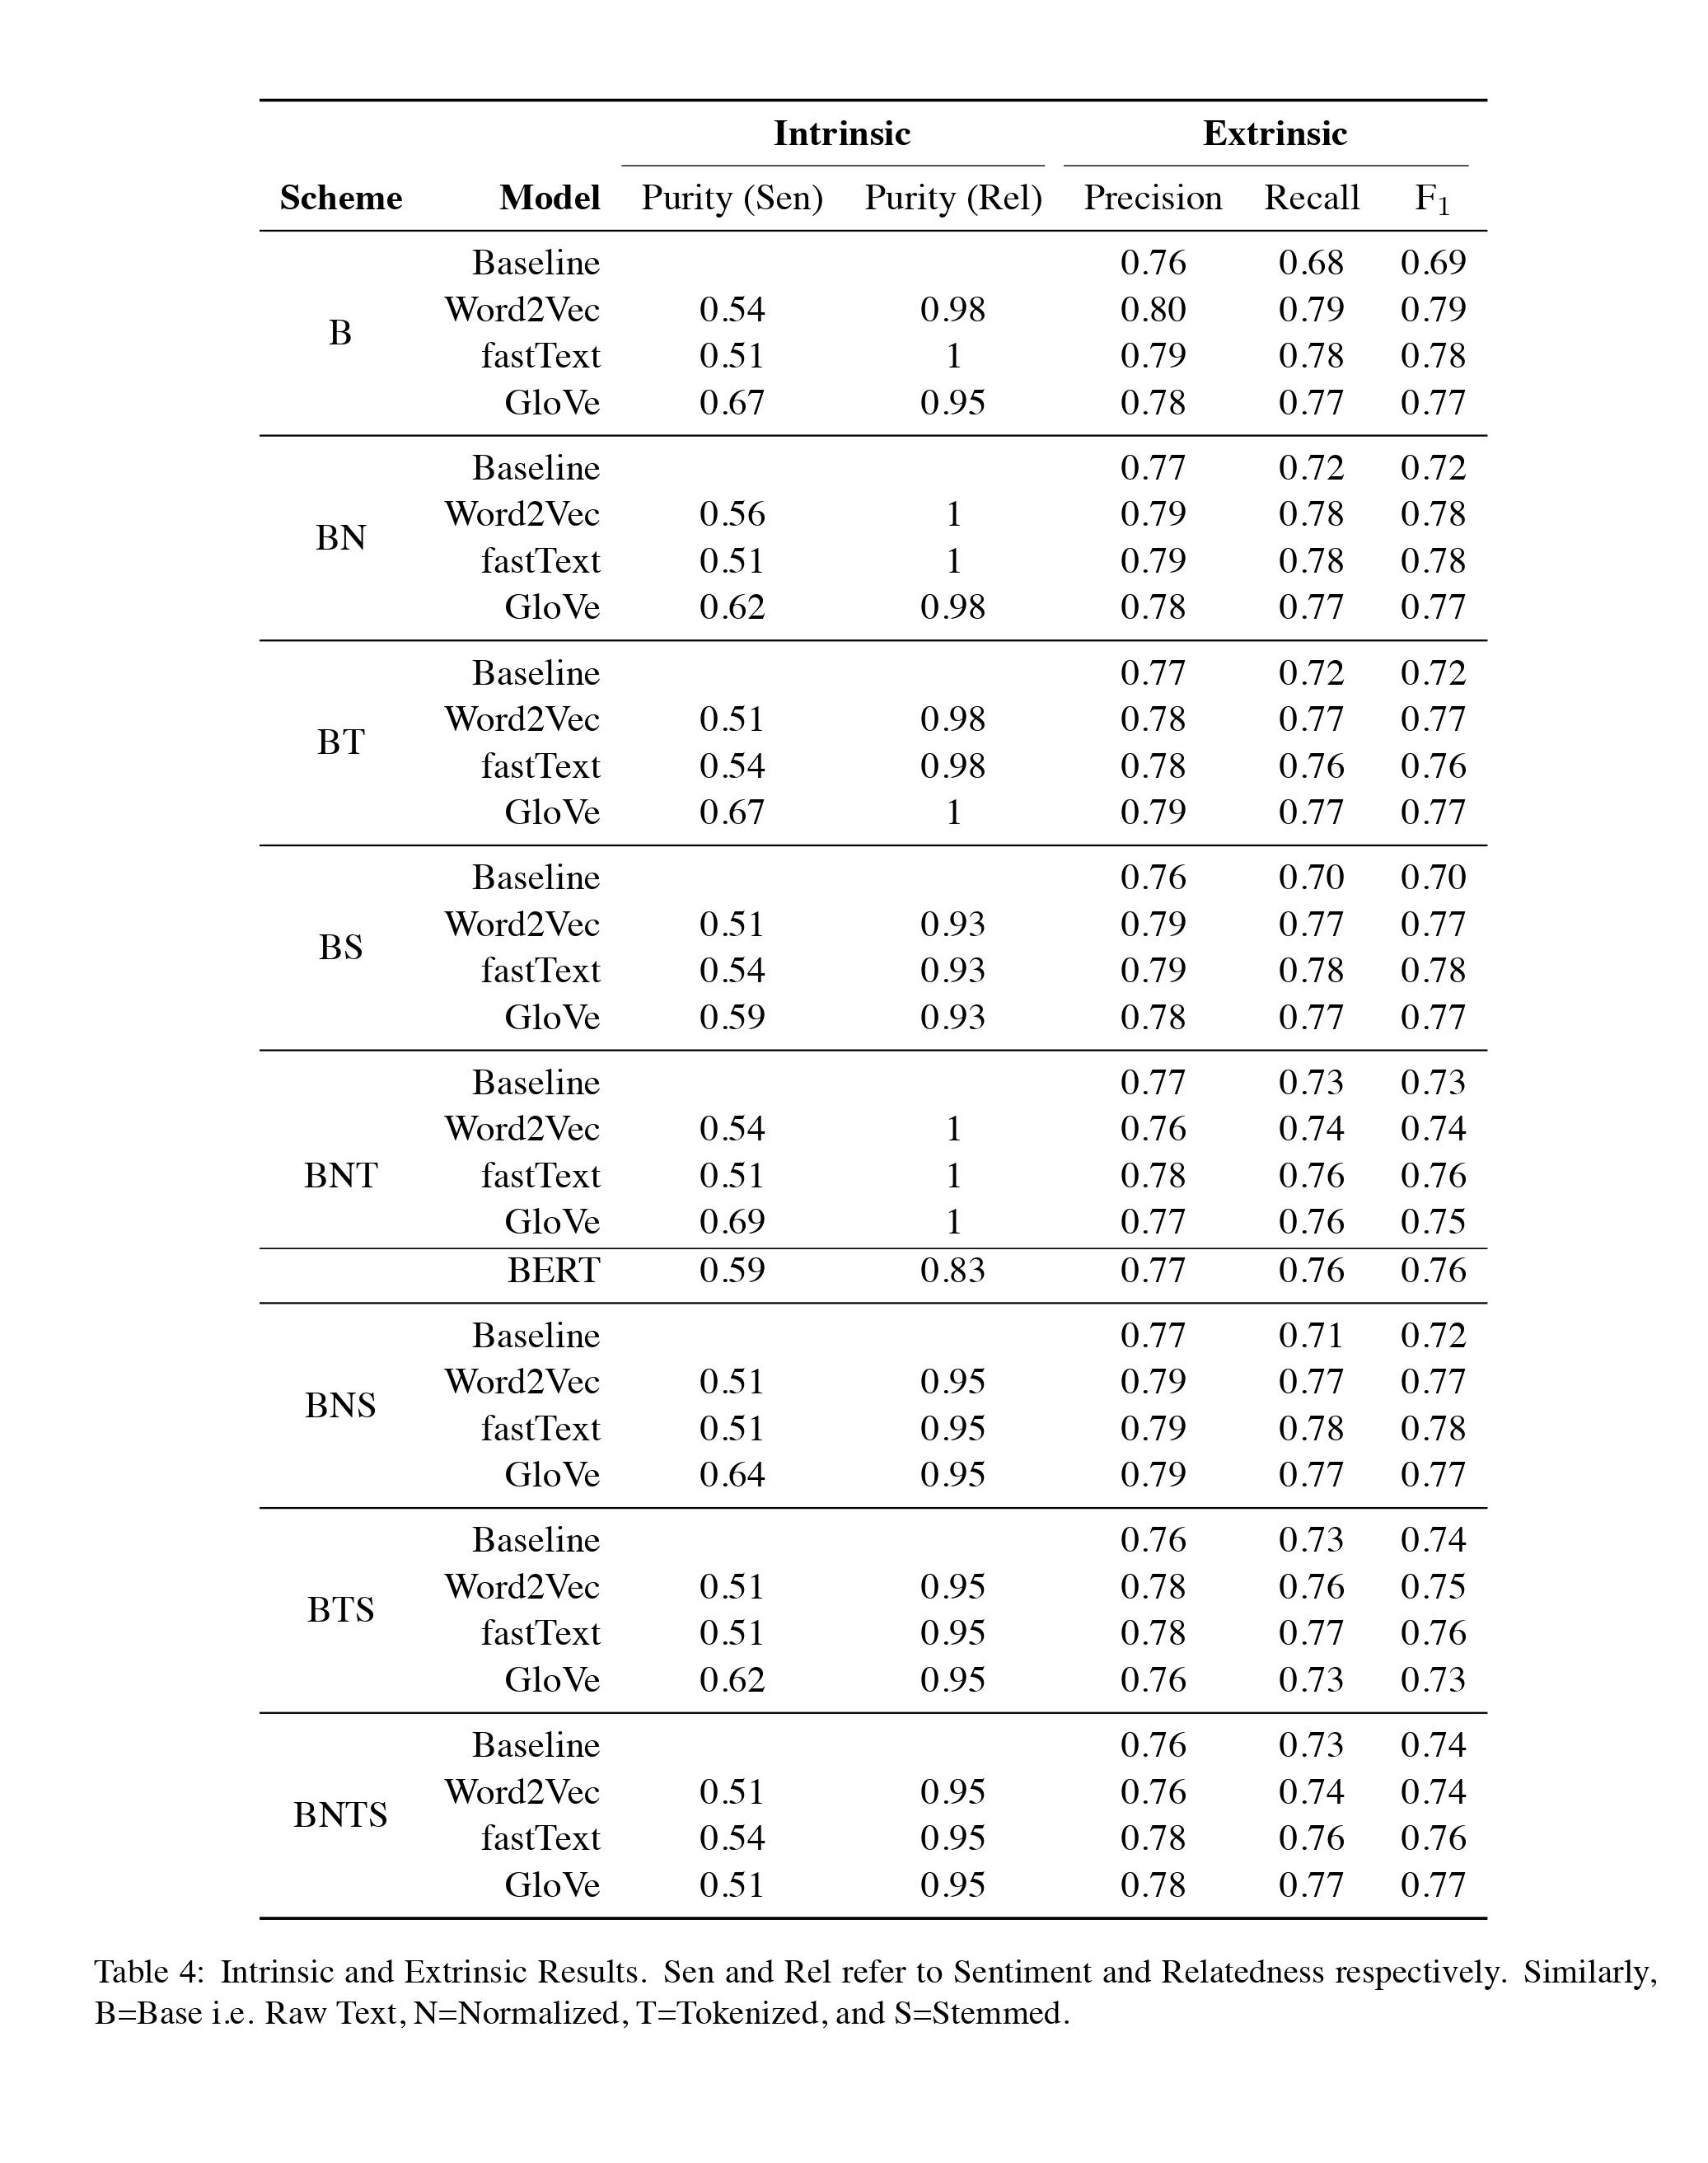 Intrinsic Extrinsic
Scheme Model Purity (Sen) Purity (Rel) Precision Recall F1
Baseline 0.76 0.68 0.69
Word2Vec 0.54 0.98 0.80 0.79 0.79
B
fastText 0.51 1 0.79 0.78 0.78
GloVe 0.67 0.95 0.78 0.77 0.77
Baseline 0.77 0.72 0.72
Word2Vec 0.56 1 0.79 0.78 0.78
BN
fastText 0.51 1 0.79 0.78 0.78
GloVe 0.62 0.98 0.78 0.77 0.77
Baseline 0.77 0.72 0.72
Word2Vec 0.51 0.98 0.78 0.77 0.77
BT
fastText 0.54 0.98 0.78 0.76 0.76
GloVe 0.67 1 0.79 0.77 0.77
Baseline 0.76 0.70 0.70
Word2Vec 0.51 0.93 0.79 0.77 0.77
BS
fastText 0.54 0.93 0.79 0.78 0.78
GloVe 0.59 0.93 0.78 0.77 0.77
Baseline 0.77 0.73 0.73
Word2Vec 0.54 1 0.76 0.74 0.74
BNT fastText 0.51 1 0.78 0.76 0.76
GloVe 0.69 1 0.77 0.76 0.75
BERT 0.59 0.83 0.77 0.76 0.76
Baseline 0.77 0.71 0.72
Word2Vec 0.51 0.95 0.79 0.77 0.77
BNS
fastText 0.51 0.95 0.79 0.78 0.78
GloVe 0.64 0.95 0.79 0.77 0.77
Baseline 0.76 0.73 0.74
Word2Vec 0.51 0.95 0.78 0.76 0.75
BTS
fastText 0.51 0.95 0.78 0.77 0.76
GloVe 0.62 0.95 0.76 0.73 0.73
Baseline 0.76 0.73 0.74
Word2Vec 0.51 0.95 0.76 0.74 0.74
BNTS
fastText 0.54 0.95 0.78 0.76 0.76
GloVe 0.51 0.95 0.78 0.77 0.77
Table 4: Intrinsic and Extrinsic Results. Sen and Rel refer to Sentiment and Relatedness respectively. Similarly,
B=Base i.e. Raw Text, N=Normalized, T=Tokenized, and S=Stemmed.